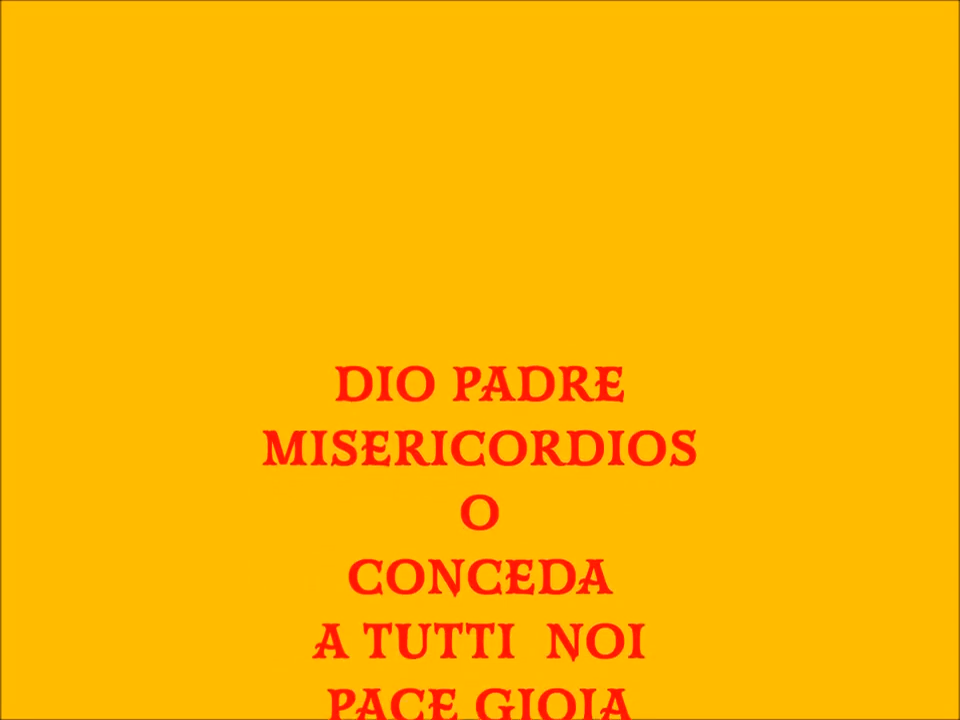 DIO PADRE
MISERICORDIOS
O
CONCEDA
A TUTTI  NOI
PACE GIOIA